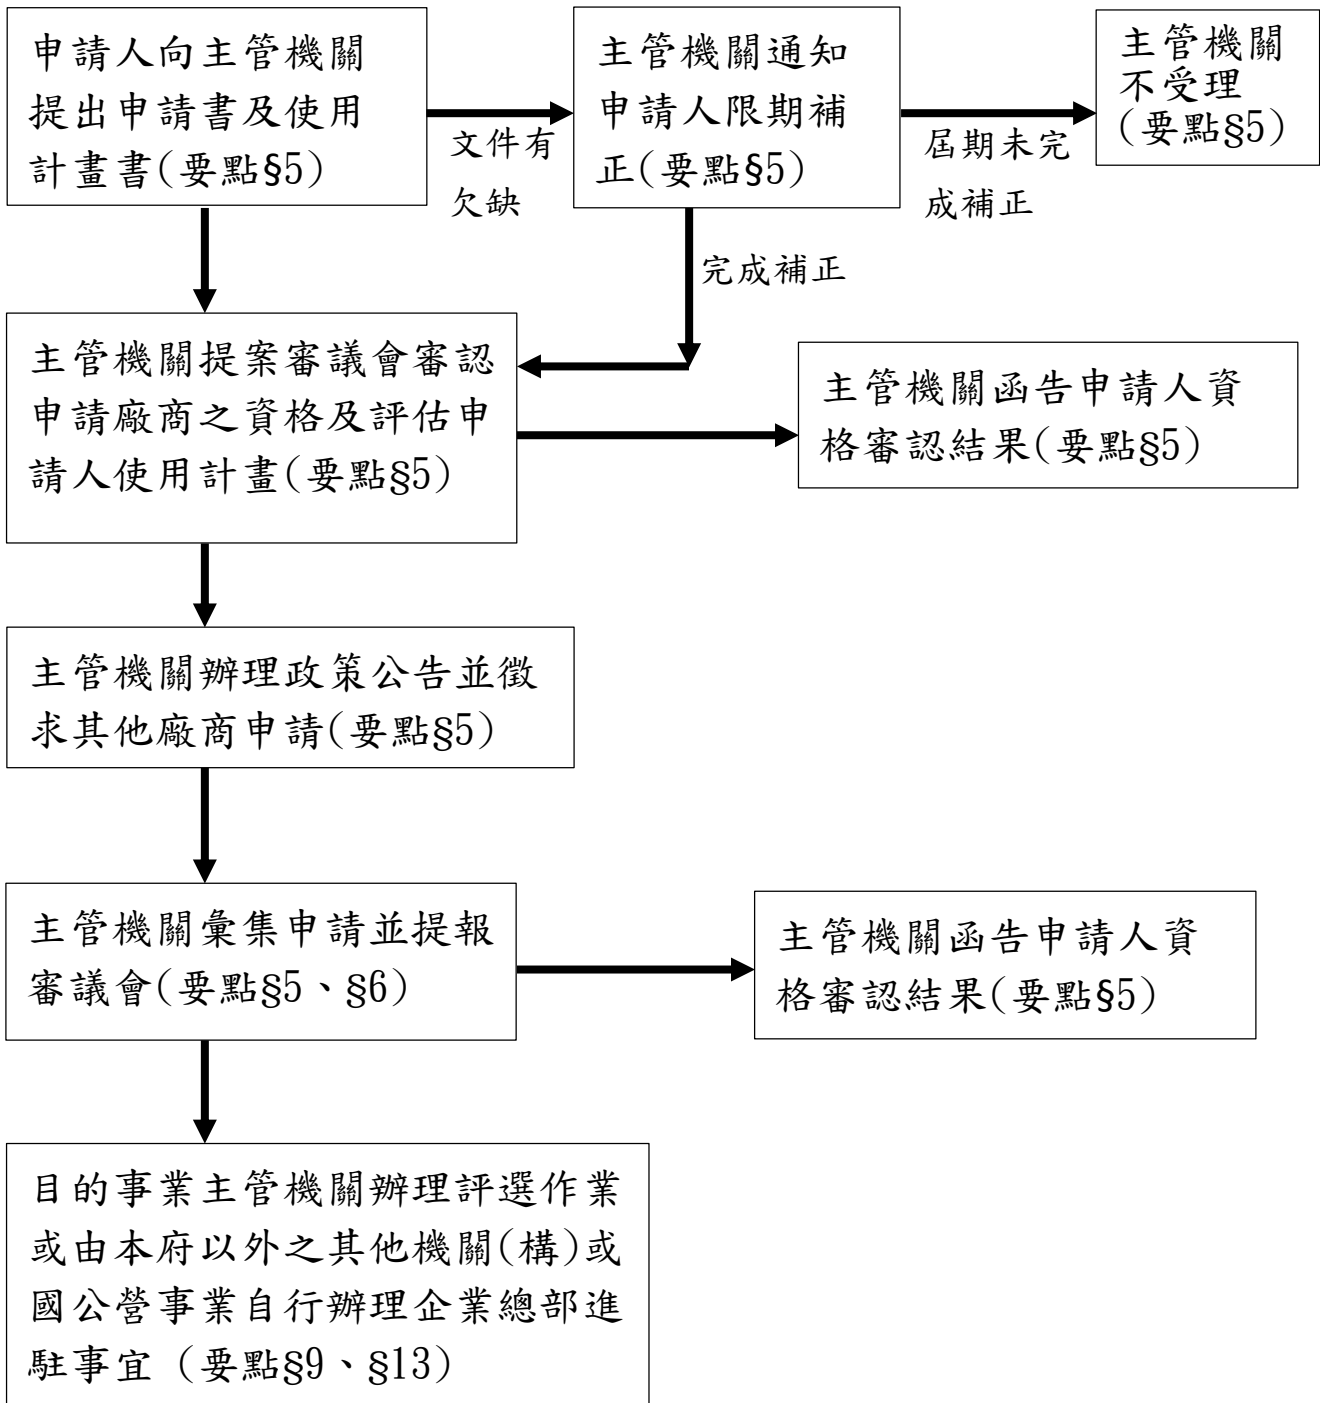 申請人向主管機關
提出申請書及使用
計畫書(要點§5)
文件有
欠缺
主管機關通知
申請人限期補
正(要點§5)
屆期未完
成補正
主管機關
不受理
(要點§5)
完成補正
主管機關提案審議會審認
申請廠商之資格及評估申
請人使用計畫(要點§5)
主管機關函告申請人資
格審認結果(要點§5)
主管機關辦理政策公告並徵
求其他廠商申請(要點§5)
主管機關彙集申請並提報
審議會(要點§5、§6)
主管機關函告申請人資
格審認結果(要點§5)
目的事業主管機關辦理評選作業
或由本府以外之其他機關(構)或
國公營事業自行辦理企業總部進
駐事宜 (要點§9、§13)